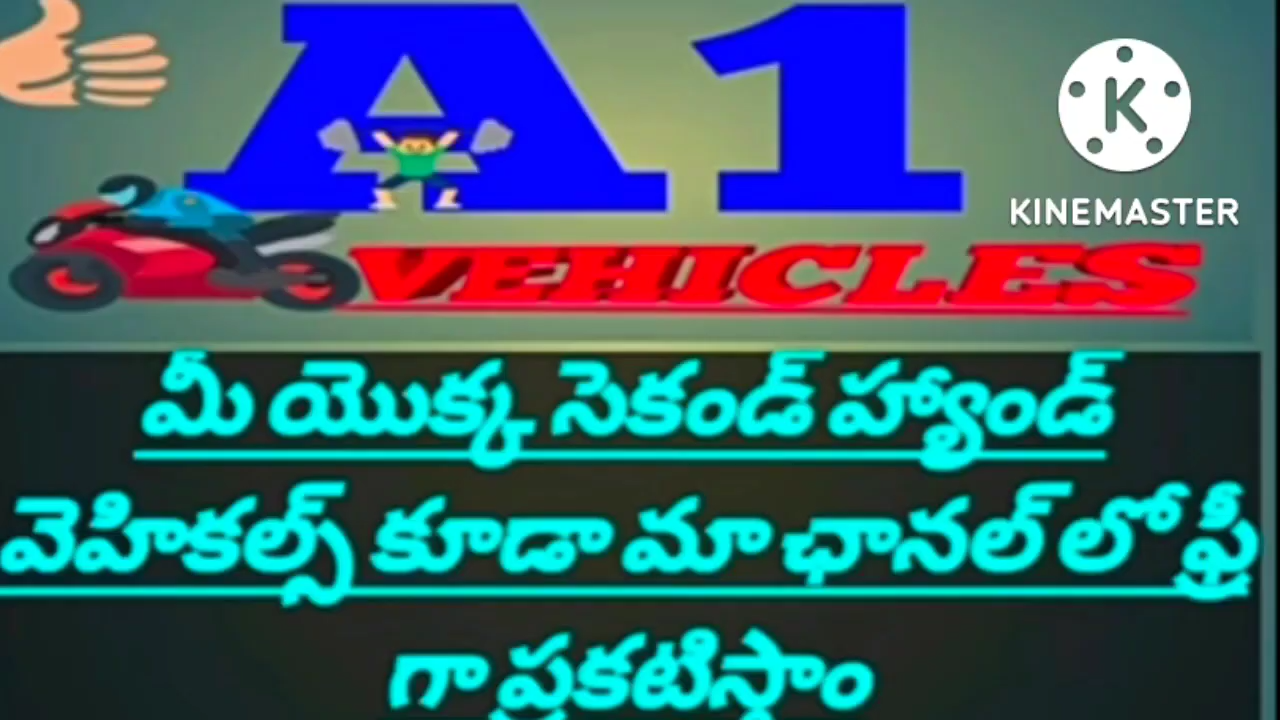 A1
KINEMASTER
VEHICLES
మీ యొక్క సెకండ్ హ్యాండ్
వెహికల్స్ కూడా మా ఛానల్ లో ఫ్రీ
గా ప్రకటిస్తాం